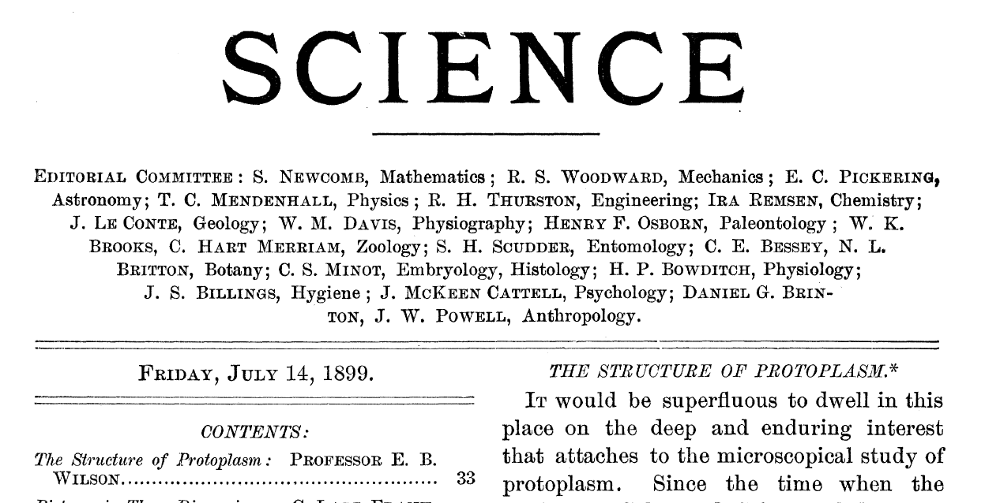 SCIENCE
EDITORIAL COMMITTEE : S. NEWCOMB, Mathematics ; R. S. WOODWARD, Mechanics ; E. C. PICKERING,
Astronomy; T. C. MENDENHALL, Physics ; R. H. THURSTON, Engineering; IRA REMSEN, Chemistry;
J. LE CONTE, Geology; W. M. DAVIS, Physiography; HENRY F. OSBORN, Paleontology ; W. K.
BROOKS, C. HART MERRIAM, Zoology; S. H. SCUDDER, Entomology; C. E. BESSEY, N. L.
BRITTON, Botany; C. S. MINOT, Embryology, Histology; H. P. BOWDITCH, Physiology;
J. S. BILLINGS, Hygiene ; J. MCKEEN CATTELL, Psychology; DANIEL G. BRIN-
TON, J. W. POWELL, Anthropology.
FRIDAY, JULY 14, 1899.
CONTENTS:
The Structure of Protoplasm: PROFESSOR E. B.
WILSON.................................................... 33
THE STRUCTURE OF PROTOPLASM.*
IT would be superfluous to dwell in this
place on the deep and enduring interest
that attaches to the microscopical study of
protoplasm. Since the time when the